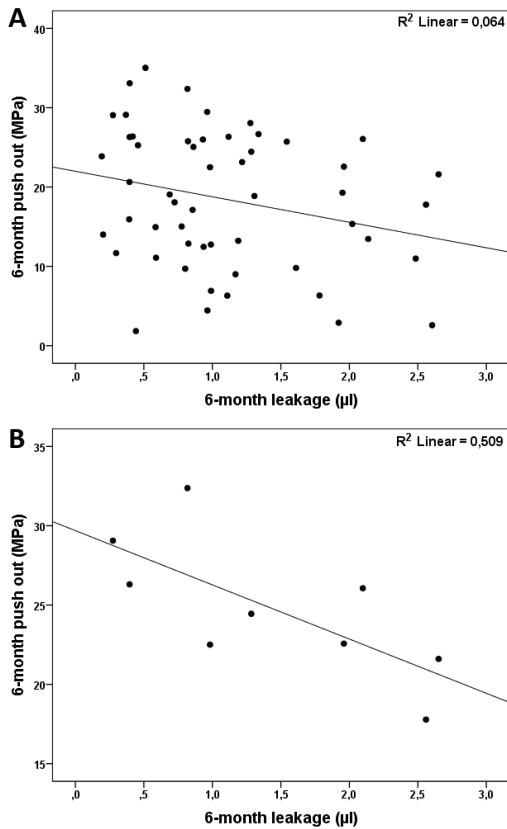 A
R² Linear = 0,064
40
30
20
10
0
6-month push out (MPa)
,0 ,5 1,0 1,5 2,0 2,5 3,0
6-month leakage (µl)
B
R² Linear = 0,509
35
30
25
20
15
6-month push out (MPa)
,0 ,5 1,0 1,5 2,0 2,5 3,0
6-month leakage (µl)